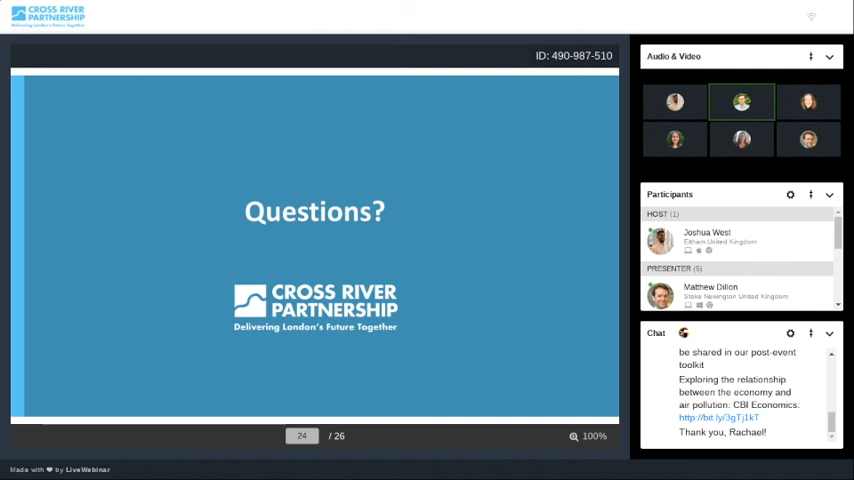 CROSS RIVER
PARTNERSHIP
Delivering London's Future Together
ID: 490-987-510
Questions?
CROSS RIVER
PARTNERSHIP
Delivering London's Future Together
24 / 26
100%
Made with ❤ by LiveWebinar
Audio & Video
Participants
HOST (1)
Joshua West
Eltham United Kingdom
PRESENTER (5)
Matthew Dillon
Stoke Newington United Kingdom
Chat
be shared in our post-event
toolkit
Exploring the relationship
between the economy and
air pollution: CBI Economics:
http://bit.ly/3gTj1kT
Thank you, Rachael!